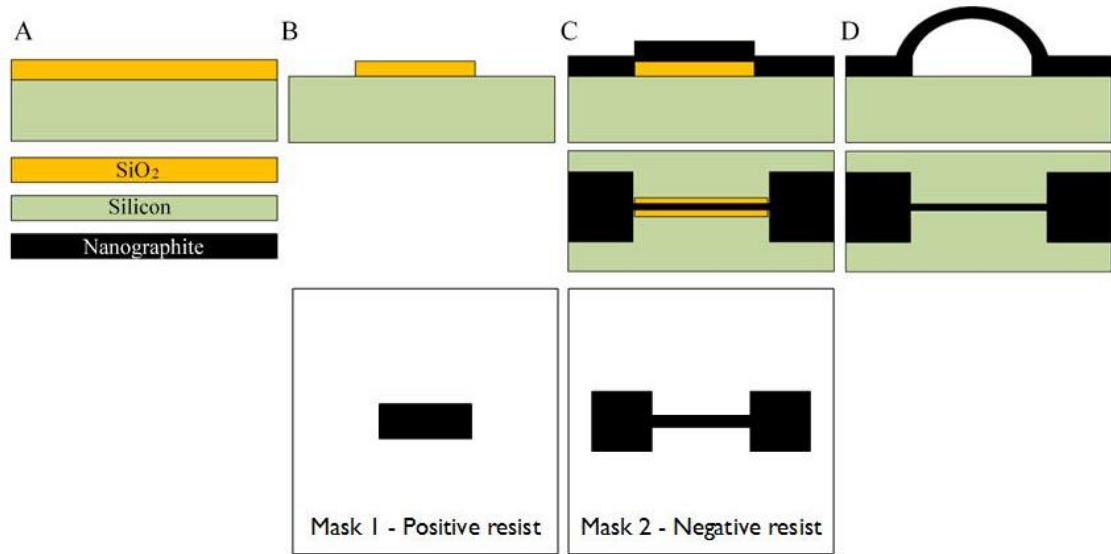 A
B
C
D
SiO₂
Silicon
Nanographite
Mask 1 - Positive resist
Mask 2 - Negative resist